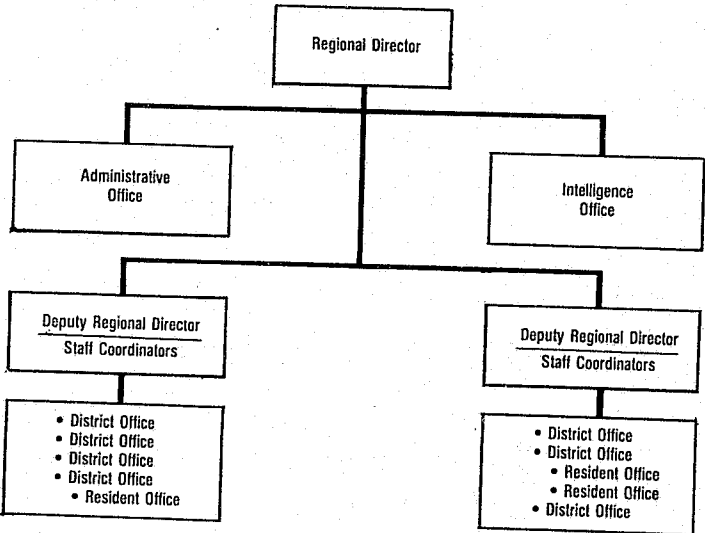 Regional Director
Administrative
Office
Intelligence
Office
Deputy Regional Director
Staff Coordinators
Deputy Regional Director
Staff Coordinators
• District Office
• District Office
• District Office
• District Office
• Resident Office
• District Office
• District Office
• Resident Office
• Resident Office
• District Office